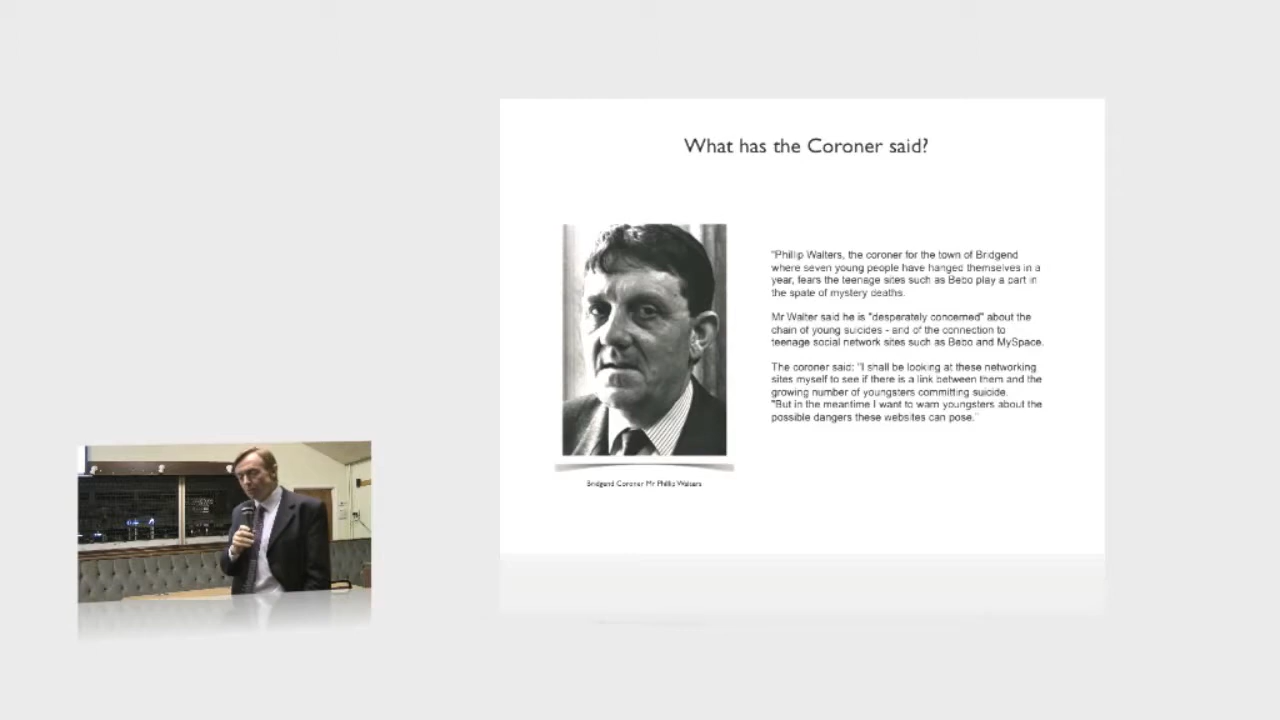 What has the Coroner said?
"Phillip Walters, the coroner for the town of Bridgend
where seven young people have hanged themselves in a
year, fears the teenage sites such as Bebo play a part in
the spate of mystery deaths.
Mr Walter said he is "desperately concerned" about the
chain of young suicides - and of the connection to
teenage social network sites such as Bebo and MySpace.
The coroner said: "I shall be looking at these networking
sites myself to see if there is a link between them and the
growing number of youngsters committing suicide.
"But in the meantime I want to warn youngsters about the
possible dangers these websites can pose."
Bridgend Coroner Mr Phillip Walters